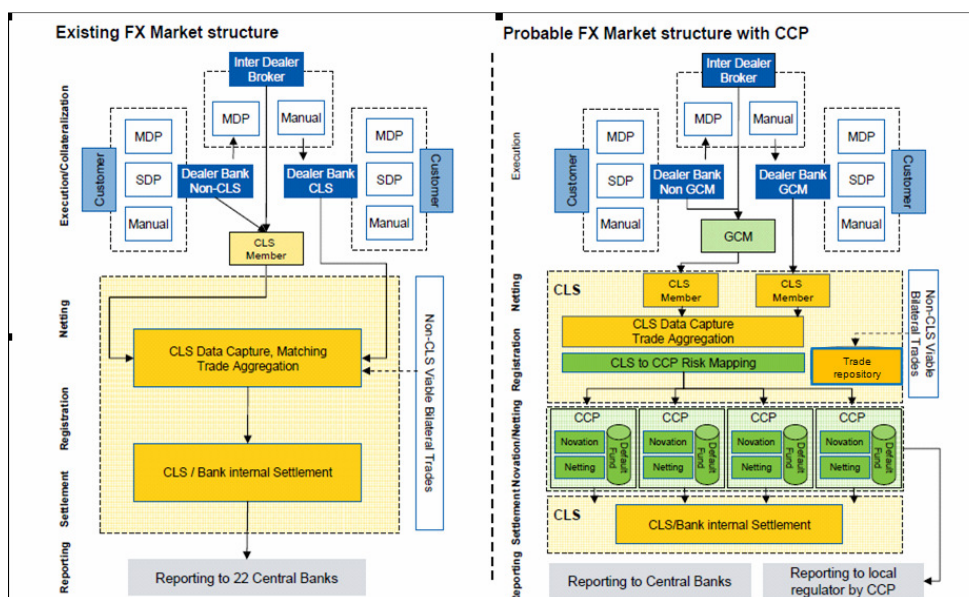 Existing FX Market structure
Execution/Collateralization
Netting
Registration
Settlement
Reporting
Inter Dealer
Broker
MDP
Manual
Customer
MDP
SDP
Manual
Dealer Bank
Non-CLS
Dealer Bank
CLS
MDP
SDP
Manual
Customer
CLS
Member
CLS Data Capture, Matching
Trade Aggregation
Non-CLS Viable Bilateral Trades
CLS / Bank internal Settlement
Reporting to 22 Central Banks
Probable FX Market structure with CCP
Execution
Netting
Registration
Novation/Netting
Settlement
Reporting
Inter Dealer
Broker
MDP
Manual
Customer
MDP
SDP
Manual
Dealer Bank
Non GCM
Dealer Bank
GCM
MDP
SDP
Manual
Customer
GCM
CLS
CLS
Member
CLS
Member
CLS Data Capture
Trade Aggregation
CLS to CCP Risk Mapping
Trade
repository
Non-CLS Viable
Bilateral Trades
CCP
Novation
Netting
Default
Fund
CCP
Novation
Netting
Default
Fund
CCP
Novation
Netting
Default
Fund
CCP
Novation
Netting
Default
Fund
CLS
CLS/Bank internal Settlement
Reporting to Central Banks
Reporting to local
regulator by CCP